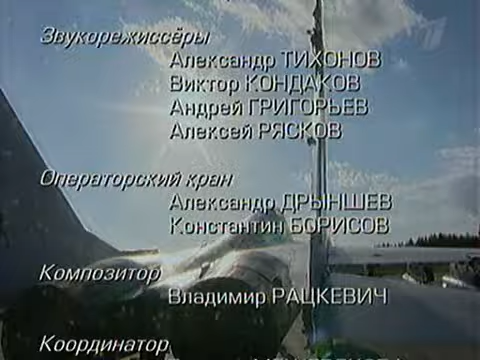 Звукорежиссёры
Александр ТИХОНОВ
Виктор КОНДАКОВ
Андрей ГРИГОРЬЕВ
Алексей РЯСКОВ
Операторский кран
Александр ДРЫНШЕВ
Константин БОРИСОВ
Композитор
Владимир РАЦКЕВИЧ
Координатор